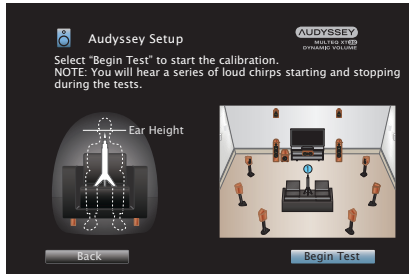 Audyssey Setup
AUDYSSEY
MULTEQ XT32
DYNAMIC VOLUME
Select "Begin Test" to start the calibration.
NOTE: You will hear a series of loud chirps starting and stopping
during the tests.
Ear Height
Back
Begin Test